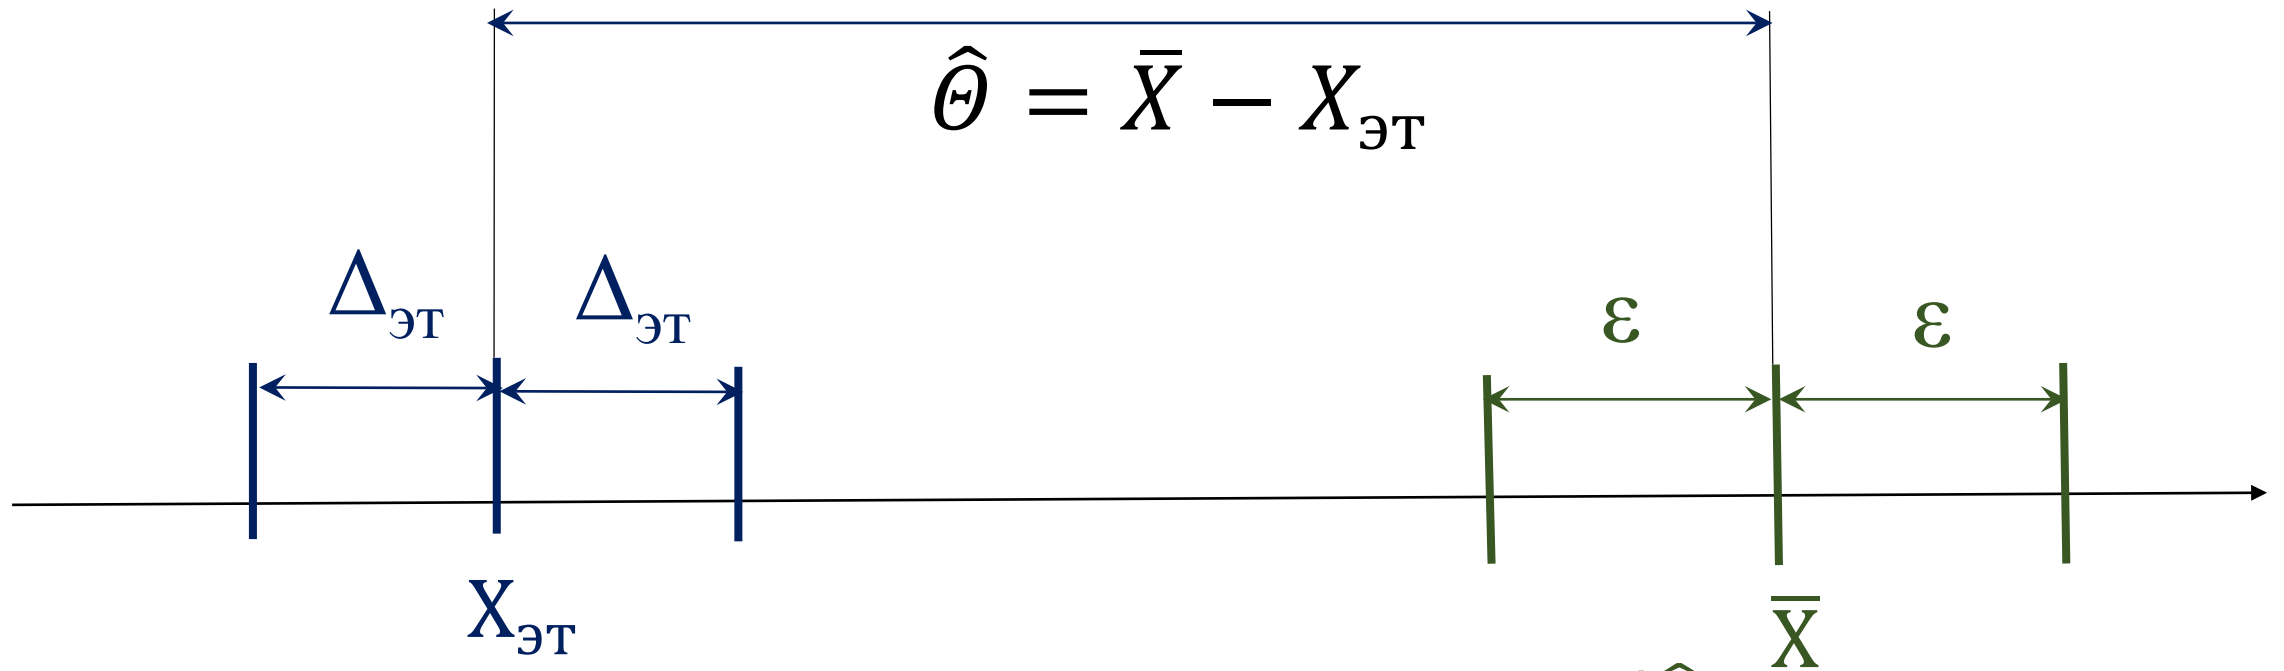 Θ̂ = X̅ − Xэт
Δэт Δэт ε ε
Xэт X̅